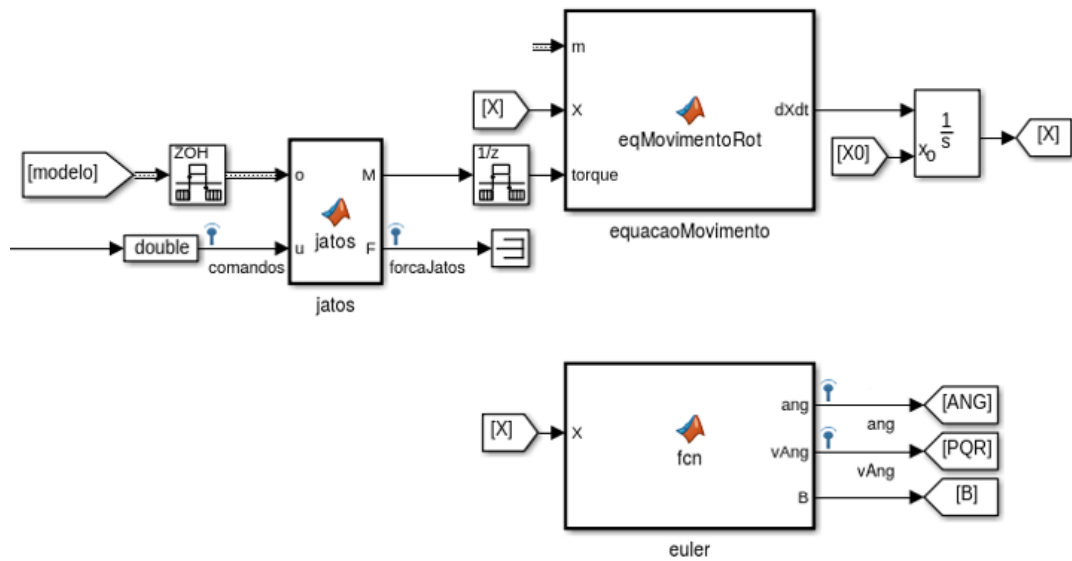 m
[X]
X
eqMovimentoRot
dXdt
torque
equacaoMovimento
[X0]
1
s
x0
[X]
[modelo]
ZOH
o
M
1/z
double
comandos
u
jatos
F
forcaJatos
jatos
[X]
X
fcn
ang
ang
[ANG]
vAng
vAng
[PQR]
B
[B]
euler